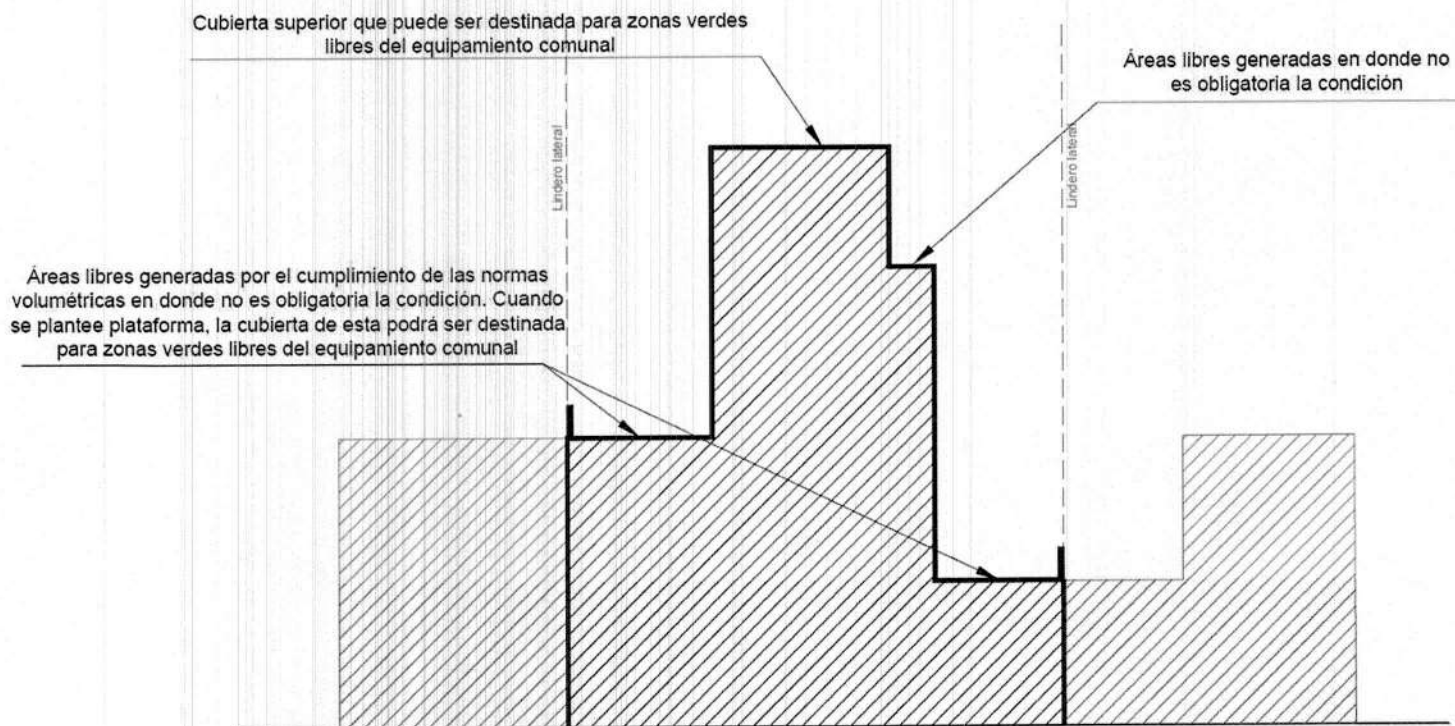 Cubierta superior que puede ser destinada para zonas verdes
libres del equipamiento comunal
Áreas libres generadas en donde no
es obligatoria la condición
Lindero lateral
Lindero lateral
Áreas libres generadas por el cumplimiento de las normas
volumétricas en donde no es obligatoria la condición. Cuando
se plantee plataforma, la cubierta de esta podrá ser destinada
para zonas verdes libres del equipamiento comunal